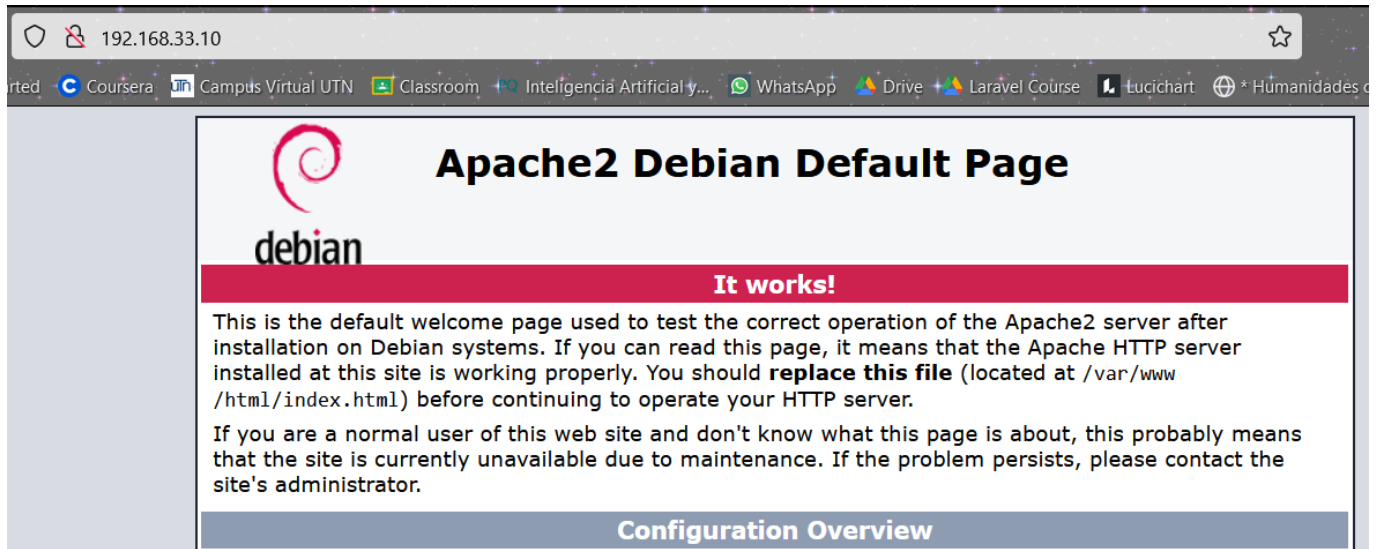 192.168.33.10
rted Coursera Campus Virtual UTN Classroom Inteligencia Artificial y... WhatsApp Drive Laravel Course Lucichart * Humanidades
debian
Apache2 Debian Default Page
It works!
This is the default welcome page used to test the correct operation of the Apache2 server after
installation on Debian systems. If you can read this page, it means that the Apache HTTP server
installed at this site is working properly. You should replace this file (located at /var/www
/html/index.html) before continuing to operate your HTTP server.
If you are a normal user of this web site and don't know what this page is about, this probably means
that the site is currently unavailable due to maintenance. If the problem persists, please contact the
site's administrator.
Configuration Overview